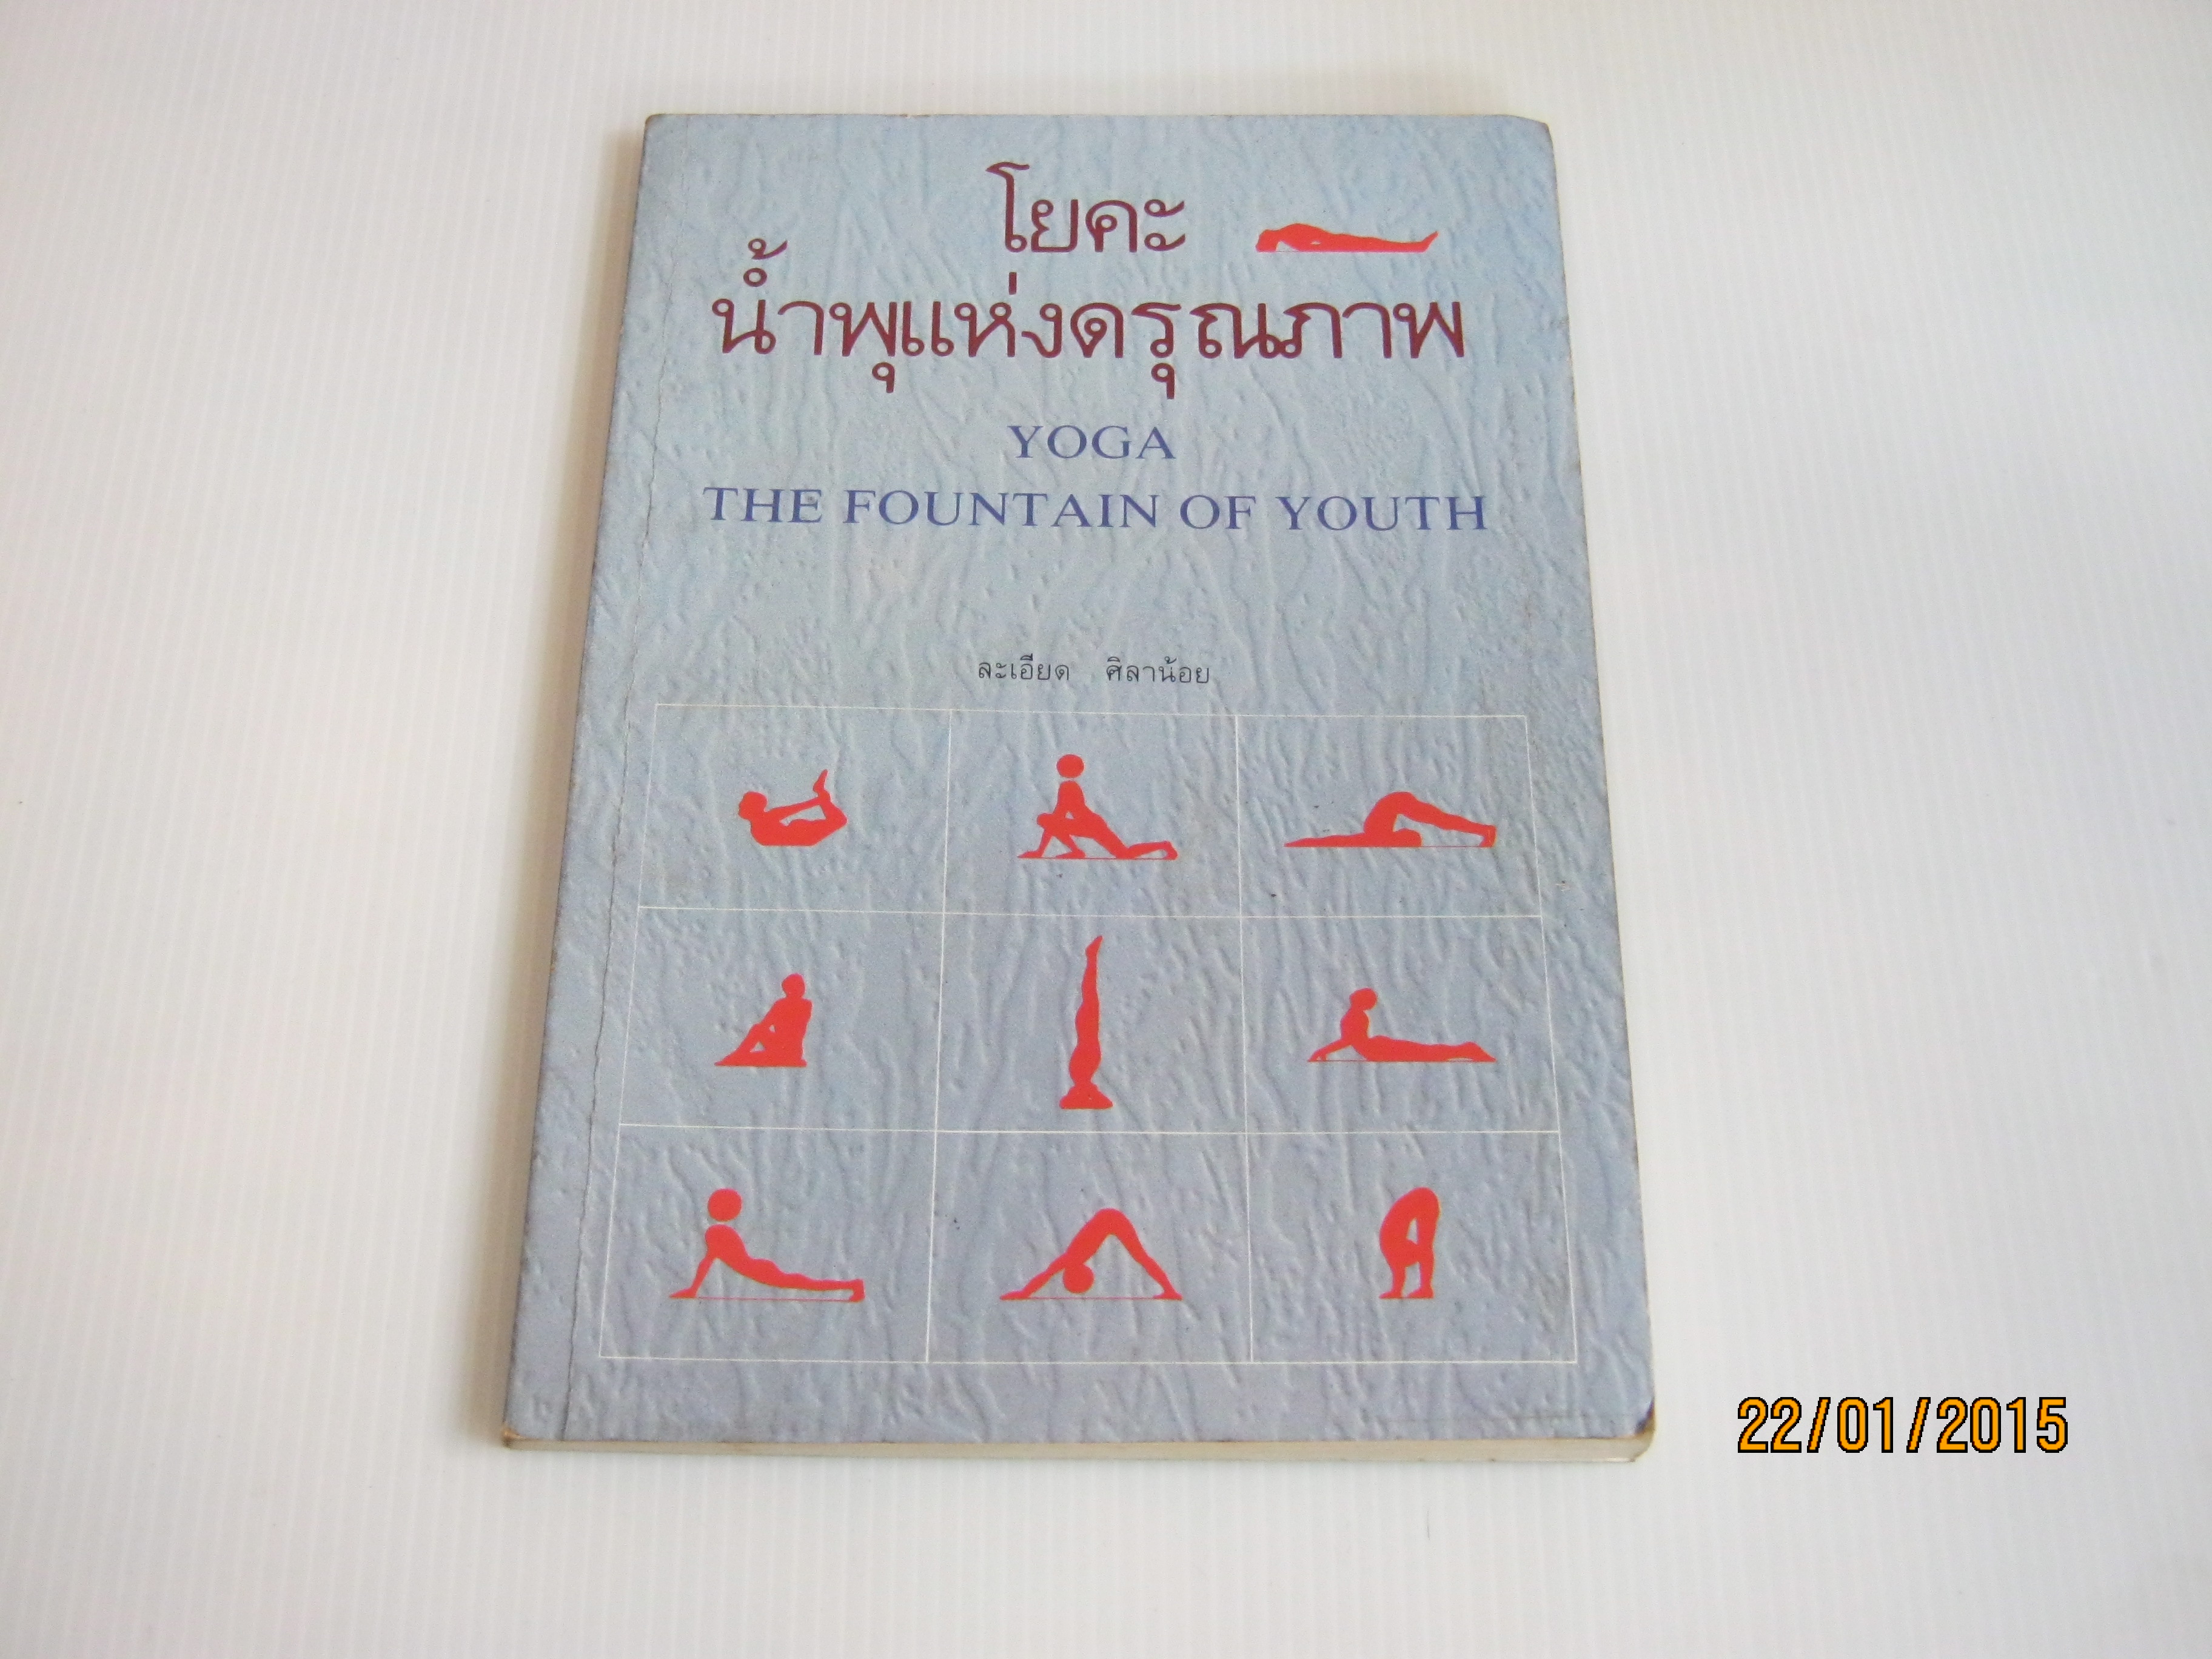 โยคะ
น้ำพุแห่งดรุณภาพ
YOGA
THE FOUNTAIN OF YOUTH
ละเอียด ศิลาน้อย
22/01/2015